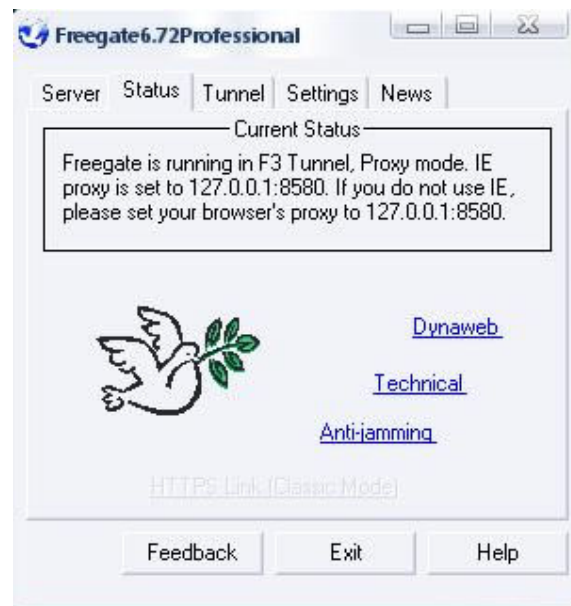 Freegate6.72Professional
Server Status Tunnel Settings News
Current Status
Freegate is running in F3 Tunnel, Proxy mode. IE
proxy is set to 127.0.0.1:8580. If you do not use IE,
please set your browser's proxy to 127.0.0.1:8580.
Dynaweb
Technical
Anti-jamming
HTTPS Link (Classic Mode)
Feedback Exit Help